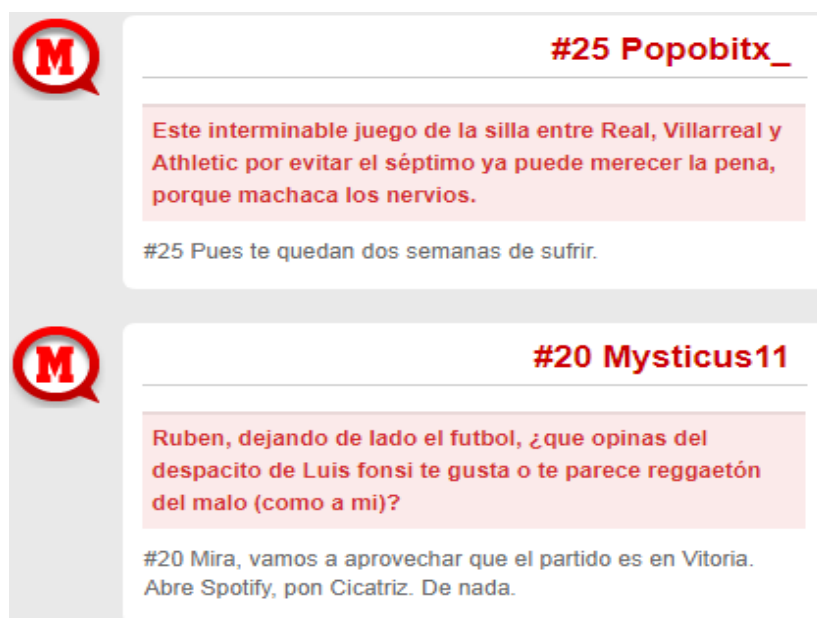 M
#25 Popobitx_
Este interminable juego de la silla entre Real, Villarreal y
Athletic por evitar el séptimo ya puede merecer la pena,
porque machaca los nervios.
#25 Pues te quedan dos semanas de sufrir.
M
#20 Mysticus11
Ruben, dejando de lado el futbol, ¿que opinas del
despacito de Luis fonsi te gusta o te parece reggaetón
del malo (como a mi)?
#20 Mira, vamos a aprovechar que el partido es en Vitoria.
Abre Spotify, pon Cicatriz. De nada.